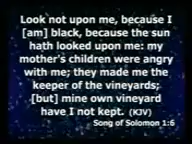 Look not upon me, because I
[am] black, because the sun
hath looked upon me: my
mother's children were angry
with me; they made me the
keeper of the vineyards;
[but] mine own vineyard
have I not kept. (KJV)
Song of Solomon 1:6